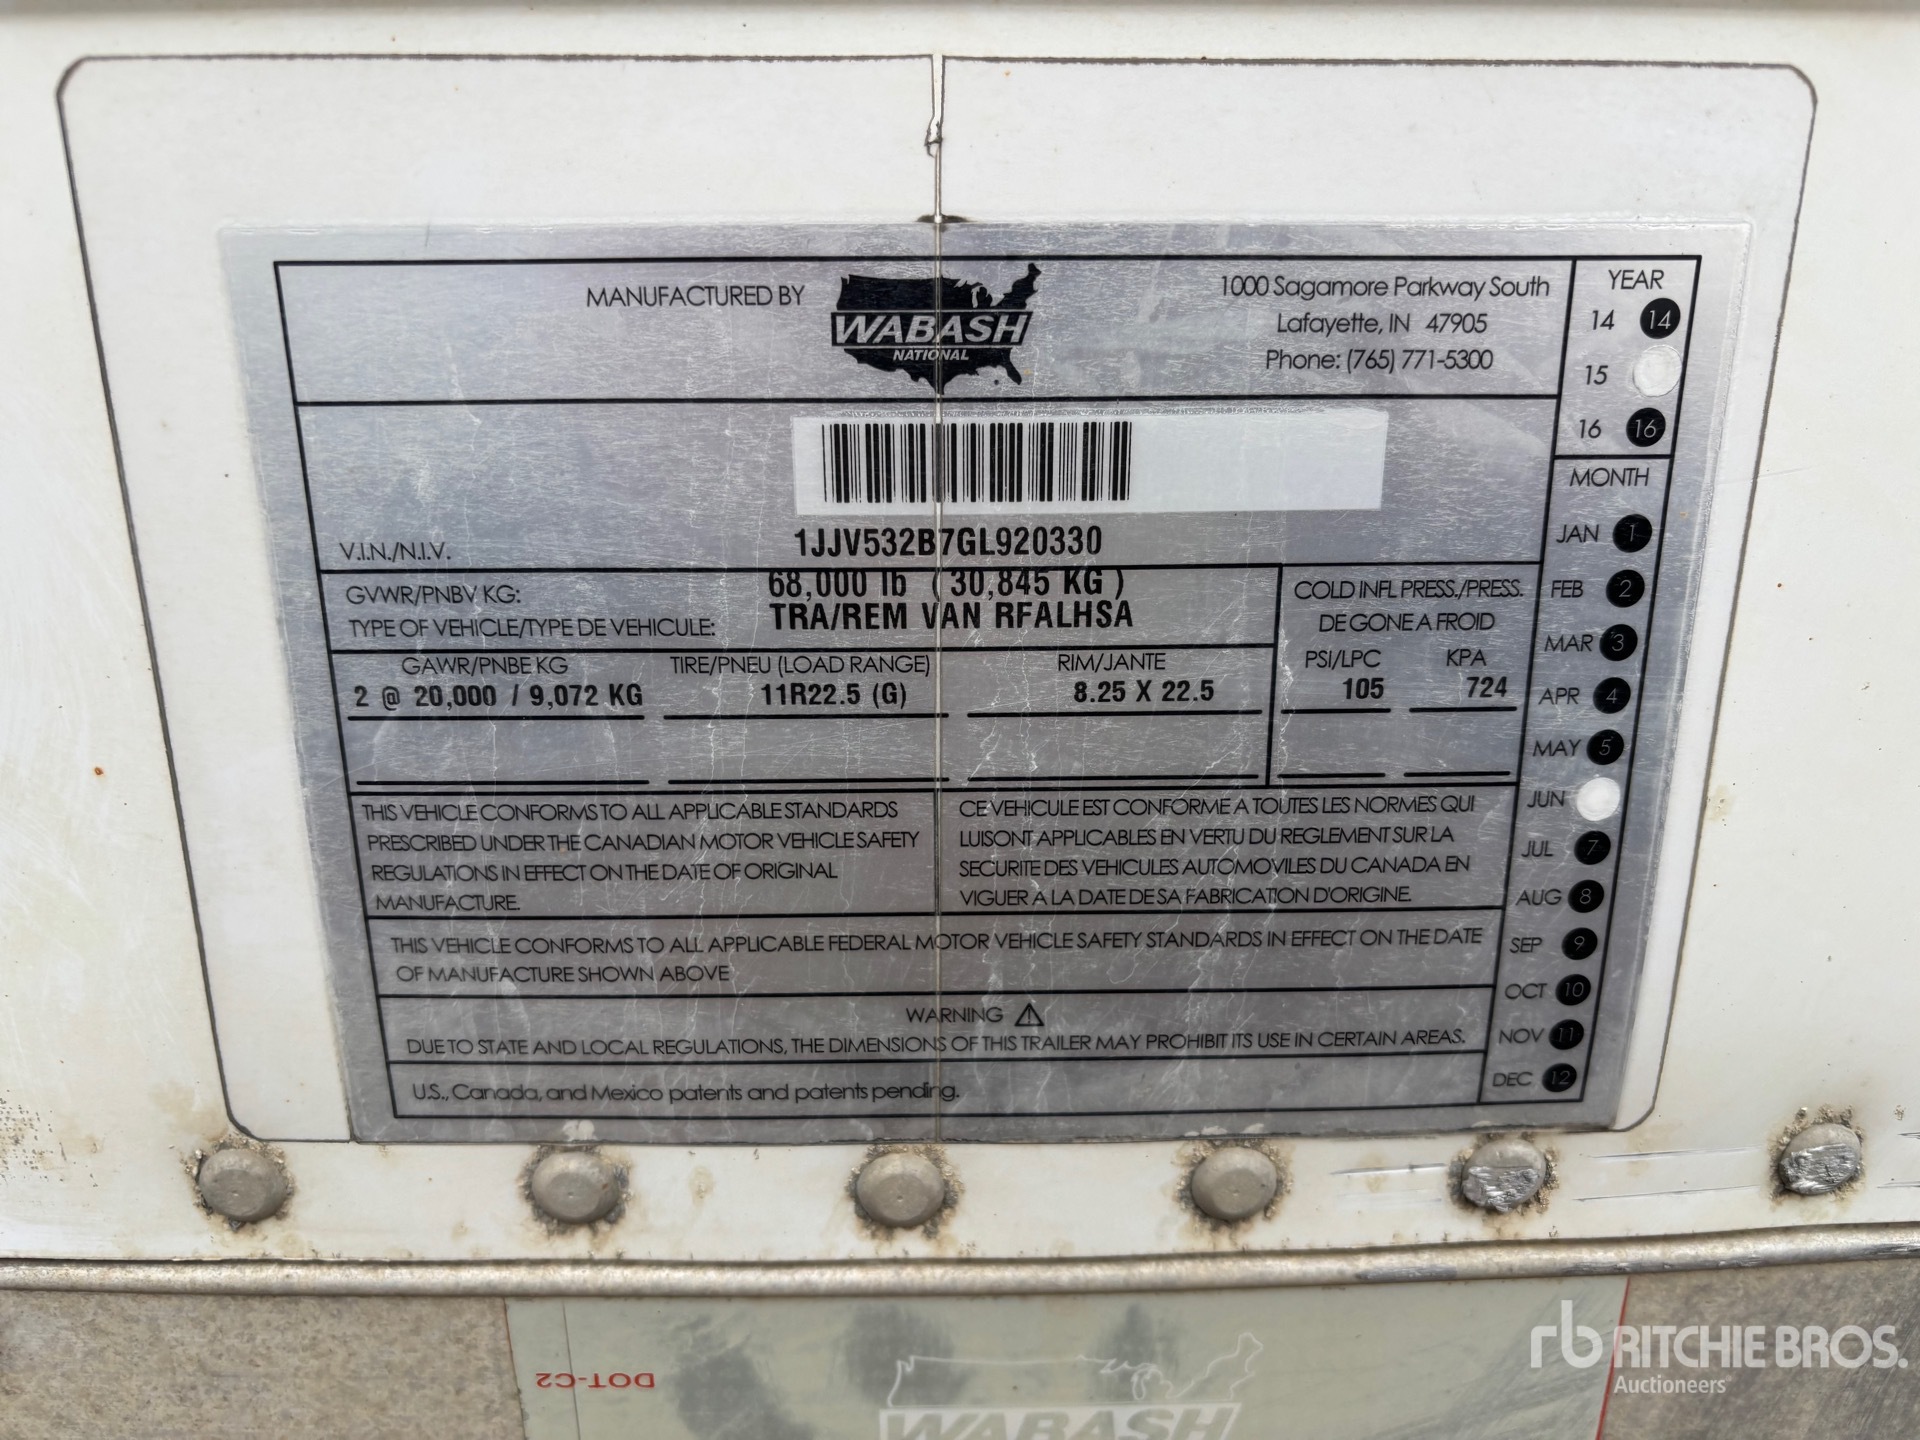 MANUFACTURED BY
WABASH
NATIONAL
1000 Sagamore Parkway South
Lafayette, IN 47905
Phone: (765) 771-5300
YEAR
14 14
15
16 16
MONTH
JAN 1
FEB 2
MAR 3
APR 4
MAY 5
JUN
JUL 7
AUG 8
SEP 9
OCT 10
NOV 11
DEC 12
V.I.N./N.I.V. 1JJV532B7GL920330
GVWR/PNBV KG: 68,000 lb ( 30,845 KG )
TYPE OF VEHICLE/TYPE DE VEHICULE: TRA/REM VAN RFALHSA
COLD INFL PRESS./PRESS.
DE GONE A FROID
GAWR/PNBE KG TIRE/PNEU (LOAD RANGE) RIM/JANTE PSI/LPC KPA
2 @ 20,000 / 9,072 KG 11R22.5 (G) 8.25 X 22.5 105 724
THIS VEHICLE CONFORMS TO ALL APPLICABLE STANDARDS
PRESCRIBED UNDER THE CANADIAN MOTOR VEHICLE SAFETY
REGULATIONS IN EFFECT ON THE DATE OF ORIGINAL
MANUFACTURE.
CE VEHICULE EST CONFORME A TOUTES LES NORMES QUI
LUISONT APPLICABLES EN VERTU DU REGLEMENT SUR LA
SECURITE DES VEHICULES AUTOMOVILES DU CANADA EN
VIGUER A LA DATE DE SA FABRICATION D'ORIGINE.
THIS VEHICLE CONFORMS TO ALL APPLICABLE FEDERAL MOTOR VEHICLE SAFETY STANDARDS IN EFFECT ON THE DATE
OF MANUFACTURE SHOWN ABOVE
WARNING
DUE TO STATE AND LOCAL REGULATIONS, THE DIMENSIONS OF THIS TRAILER MAY PROHIBIT ITS USE IN CERTAIN AREAS.
U.S., Canada, and Mexico patents and patents pending.
DOT-C2
WABASH
rb RITCHIE BROS.
Auctioneers